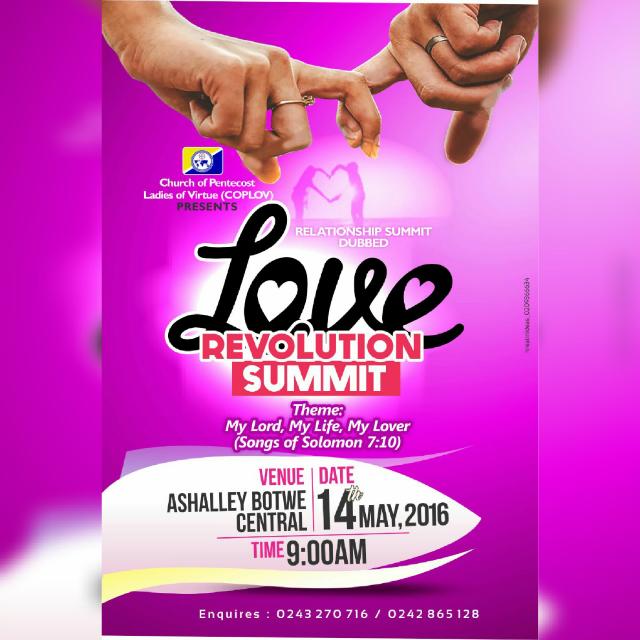 Church of Pentecost
Ladies of Virtue (COPLOV)
PRESENTS
RELATIONSHIP SUMMIT
DUBBED
Love
REVOLUTION
SUMMIT
Theme:
My Lord, My Life, My Lover
(Songs of Solomon 7:10)
VENUE
ASHALLEY BOTWE
CENTRAL
DATE
14th MAY, 2016
TIME 9:00AM
Enquires : 0243 270 716 / 0242 865 128